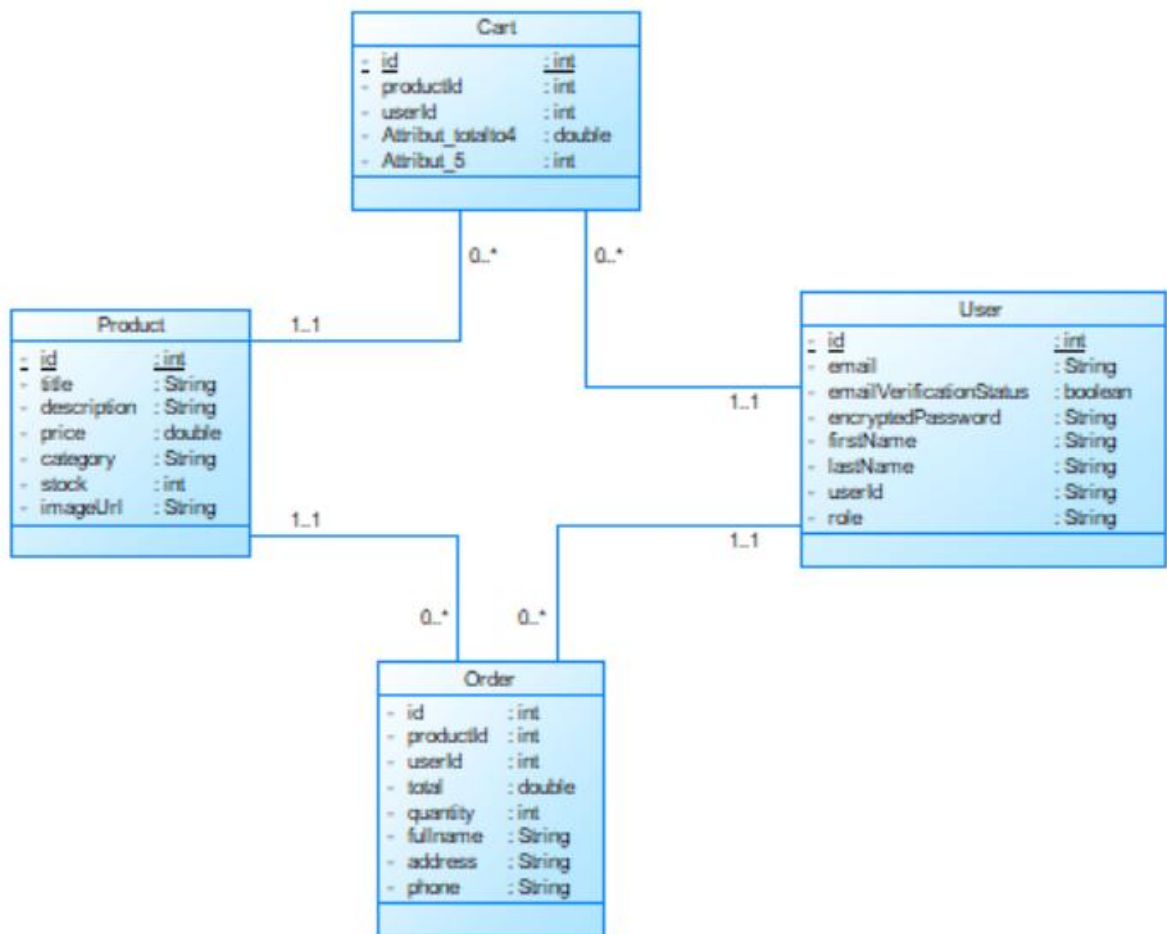 Cart
- id : int
- productId : int
- userId : int
- Attribut_totalto4 : double
- Attribut_5 : int
0..*
0..*
1..1
Product
- id : int
- title : String
- description : String
- price : double
- category : String
- stock : int
- imageUrl : String
User
- id : int
- email : String
- emailVerificationStatus : boolean
- encryptedPassword : String
- firstName : String
- lastName : String
- userId : String
- role : String
1..1
1..1
1..1
0..*
0..*
Order
- id : int
- productId : int
- userId : int
- total : double
- quantity : int
- fullname : String
- address : String
- phone : String